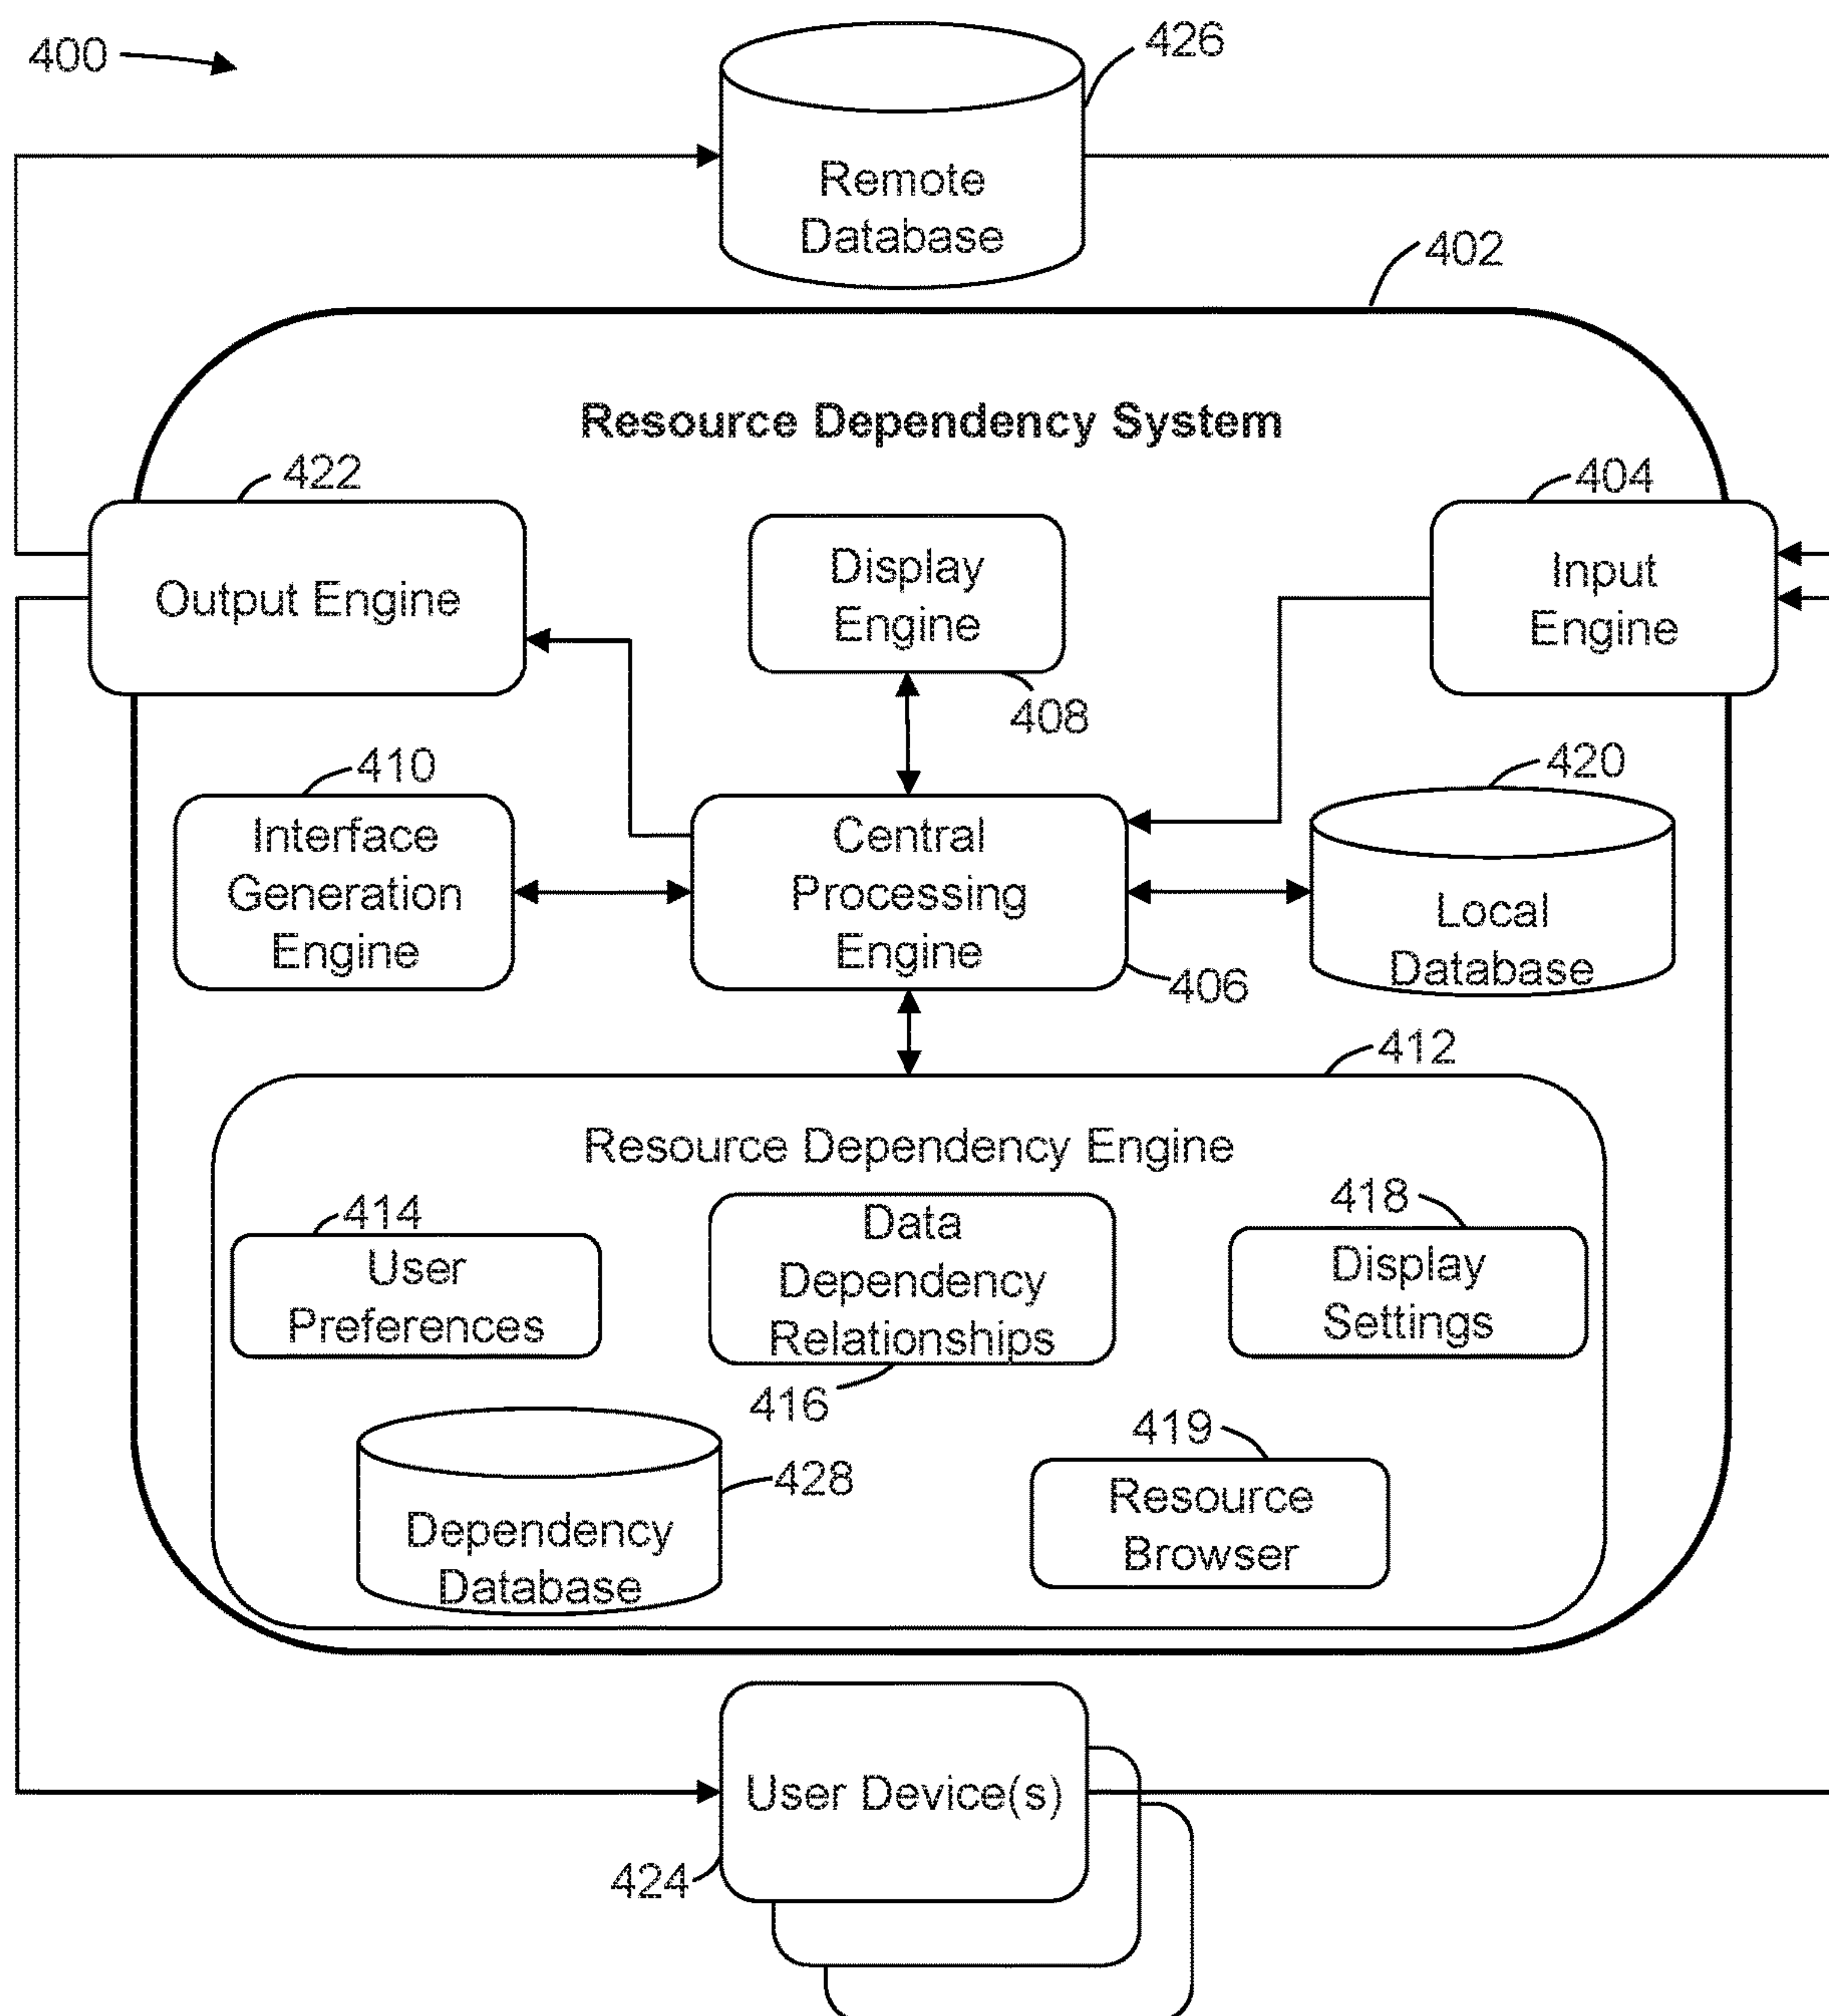 400
426
Remote
Database
402
Resource Dependency System
422
404
Output Engine
Display
Engine
Input
Engine
408
410
420
Interface
Generation
Engine
Central
Processing
Engine
Local
Database
406
412
Resource Dependency Engine
414
418
User
Preferences
Data
Dependency
Relationships
Display
Settings
416
419
428
Dependency
Database
Resource
Browser
User Device(s)
424